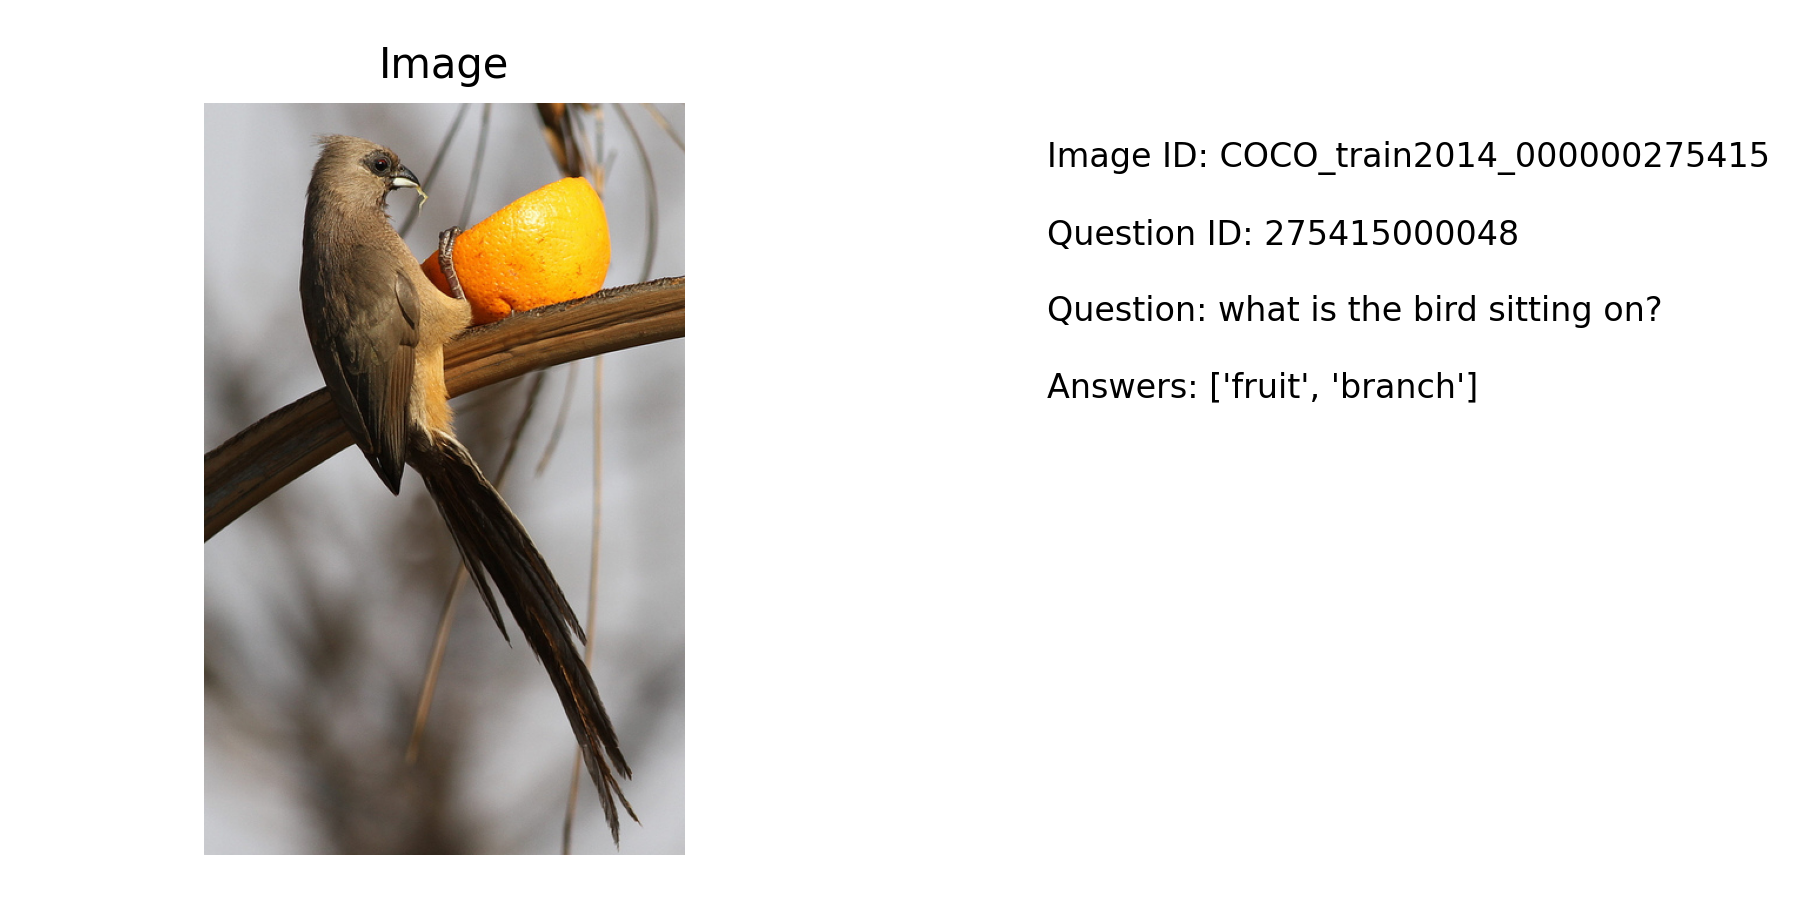 Image
Image ID: COCO_train2014_000000275415
Question ID: 275415000048
Question: what is the bird sitting on?
Answers: ['fruit', 'branch']